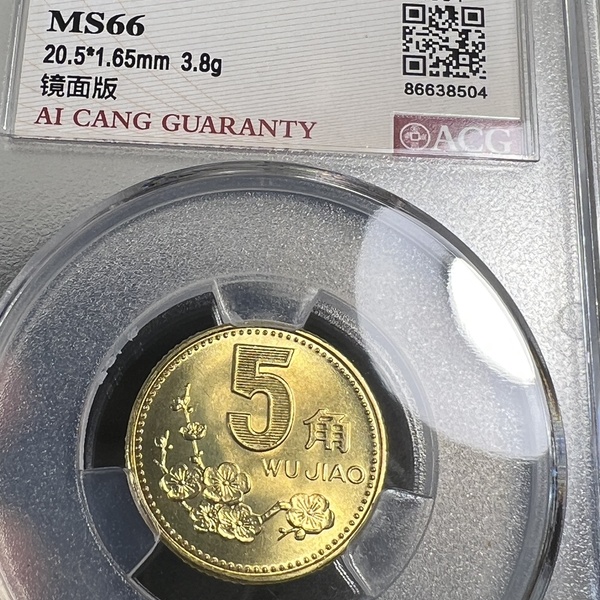 MS66
20.5*1.65mm 3.8g
镜面版
86638504
AI CANG GUARANTY
ACG
5 角
WU JIAO